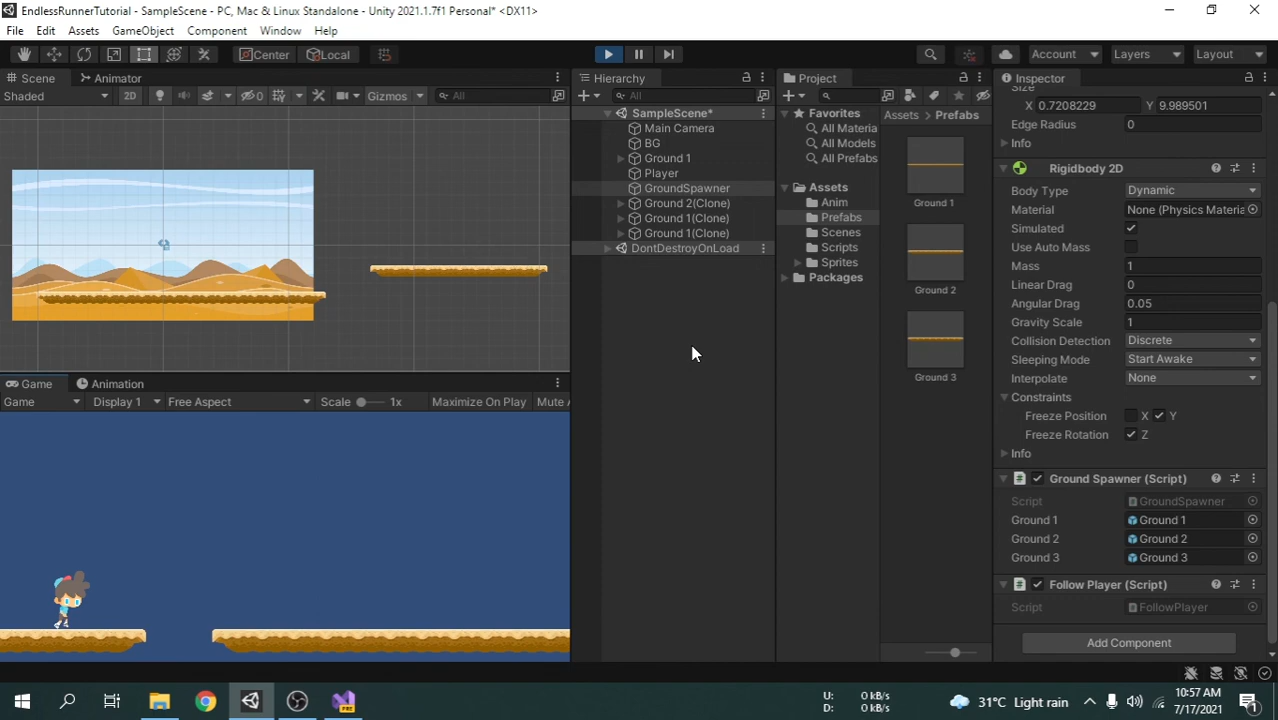 EndlessRunnerTutorial - SampleScene - PC, Mac & Linux Standalone - Unity 2021.1.7f1 Personal* <DX11>
File Edit Assets GameObject Component Window Help
Center Local Account Layers Layout
Scene Animator
Shaded 2D 0 Gizmos All
Hierarchy
All
SampleScene*
Main Camera
BG
Ground 1
Player
GroundSpawner
Ground 2(Clone)
Ground 1(Clone)
Ground 1(Clone)
DontDestroyOnLoad
Project
Favorites
All Materia
All Models
All Prefabs
Assets
Anim
Prefabs
Scenes
Scripts
Sprites
Packages
Assets Prefabs
Ground 1
Ground 2
Ground 3
Inspector
Size
X 0.7208229 Y 9.989501
Edge Radius 0
Info
Rigidbody 2D
Body Type Dynamic
Material None (Physics Materia
Simulated
Use Auto Mass
Mass 1
Linear Drag 0
Angular Drag 0.05
Gravity Scale 1
Collision Detection Discrete
Sleeping Mode Start Awake
Interpolate None
Constraints
Freeze Position X Y
Freeze Rotation Z
Info
Ground Spawner (Script)
Script GroundSpawner
Ground 1 Ground 1
Ground 2 Ground 2
Ground 3 Ground 3
Follow Player (Script)
Script FollowPlayer
Add Component
Game Animation
Game Display 1 Free Aspect Scale 1x Maximize On Play Mute A
U: 0 kB/s
D: 0 kB/s
31°C Light rain
10:57 AM
7/17/2021
1